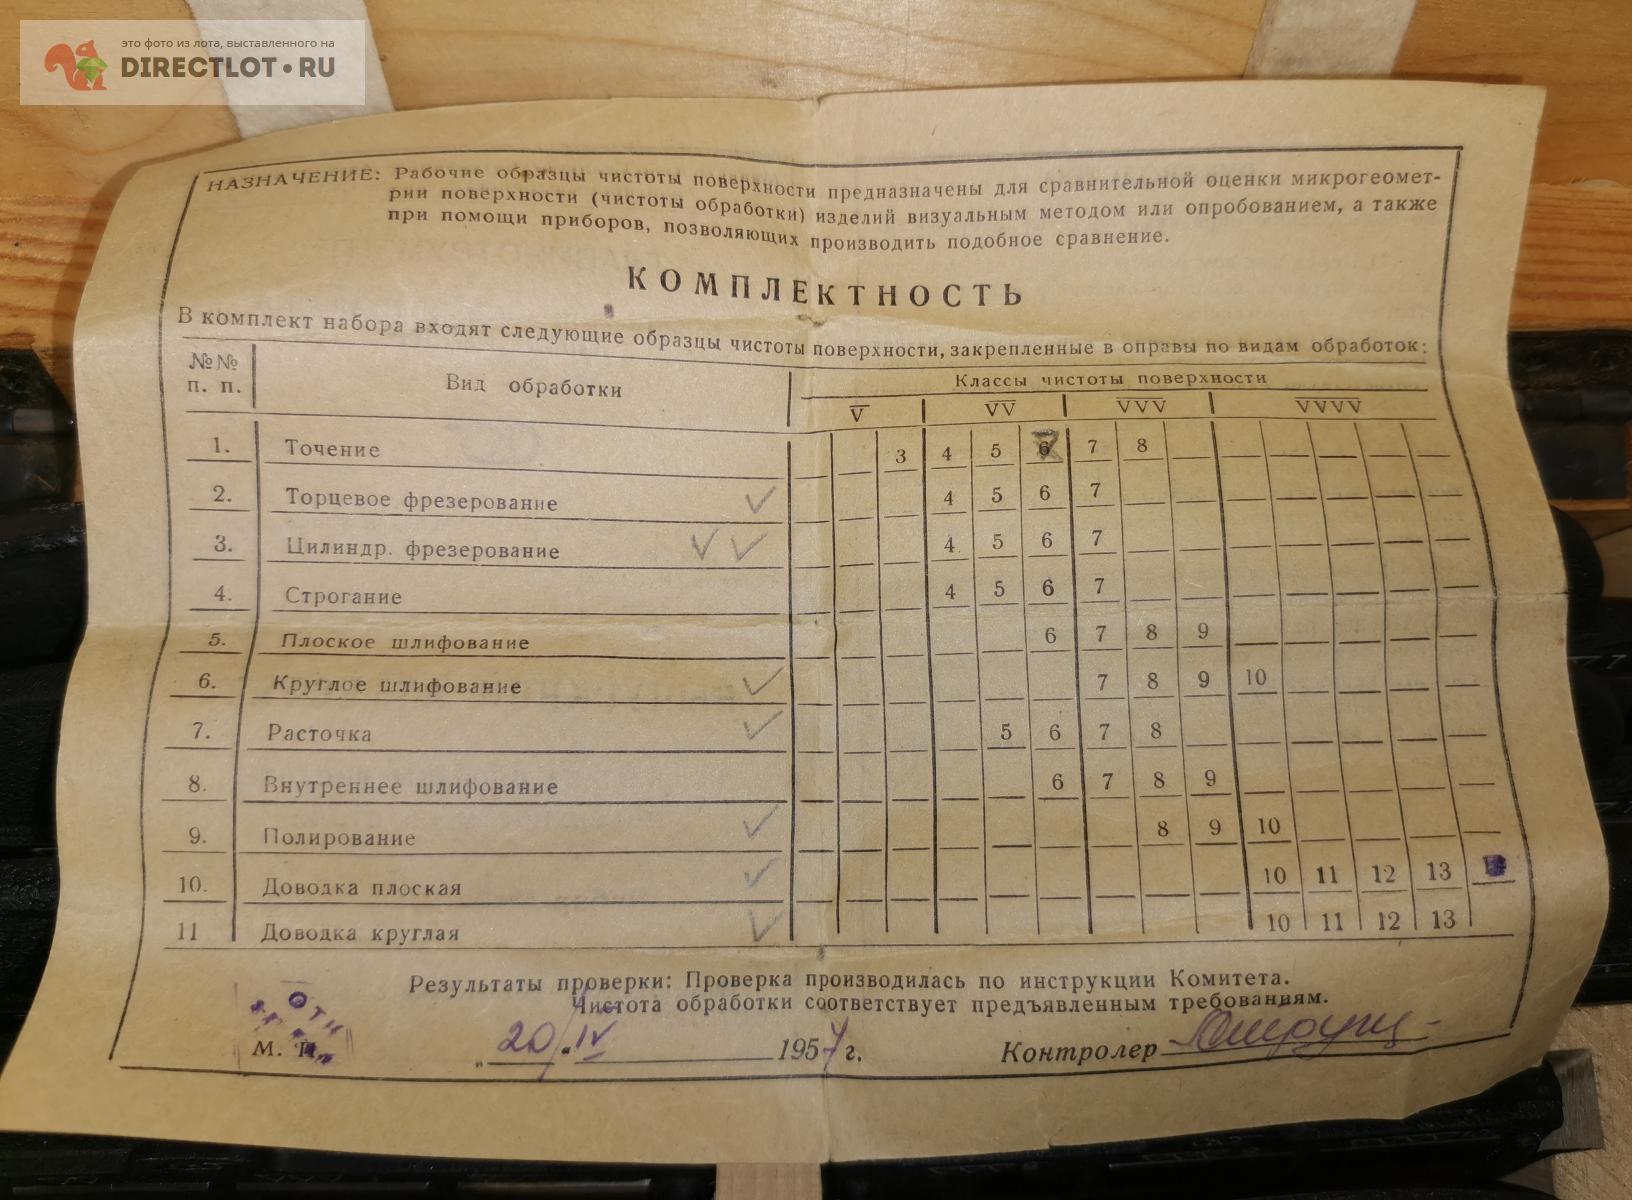 это фото из лота, выставленного на
DIRECTLOT.RU
НАЗНАЧЕНИЕ: Рабочие образцы чистоты поверхности предназначены для сравнительной оценки микрогеомет-
рии поверхности (чистоты обработки) изделий визуальным методом или опробованием, а также
при помощи приборов, позволяющих производить подобное сравнение.
КОМПЛЕКТНОСТЬ
В комплект набора входят следующие образцы чистоты поверхности, закрепленные в оправы по видам обработок:
№№ п. п. Вид обработки Классы чистоты поверхности
V VV VVV VVVV
1. Точение 3 4 5 6 7 8
2. Торцевое фрезерование 4 5 6 7
3. Цилиндр. фрезерование 4 5 6 7
4. Строгание 4 5 6 7
5. Плоское шлифование 6 7 8 9
6. Круглое шлифование 7 8 9 10
7. Расточка 5 6 7 8
8. Внутреннее шлифование 6 7 8 9
9. Полирование 8 9 10
10. Доводка плоская 10 11 12 13
11 Доводка круглая 10 11 12 13
Результаты проверки: Проверка производилась по инструкции Комитета.
Чистота обработки соответствует предъявленным требованиям.
ОТК
М. П.
„20" IV 1957 г. Контролер